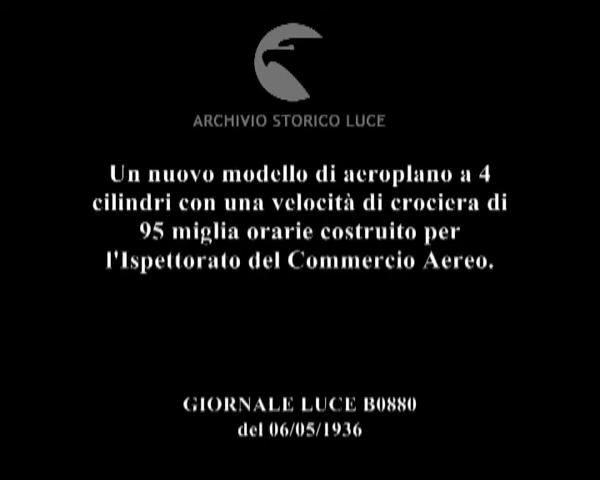 ARCHIVIO STORICO LUCE
Un nuovo modello di aeroplano a 4
cilindri con una velocità di crociera di
95 miglia orarie costruito per
l'Ispettorato del Commercio Aereo.
GIORNALE LUCE B0880
del 06/05/1936